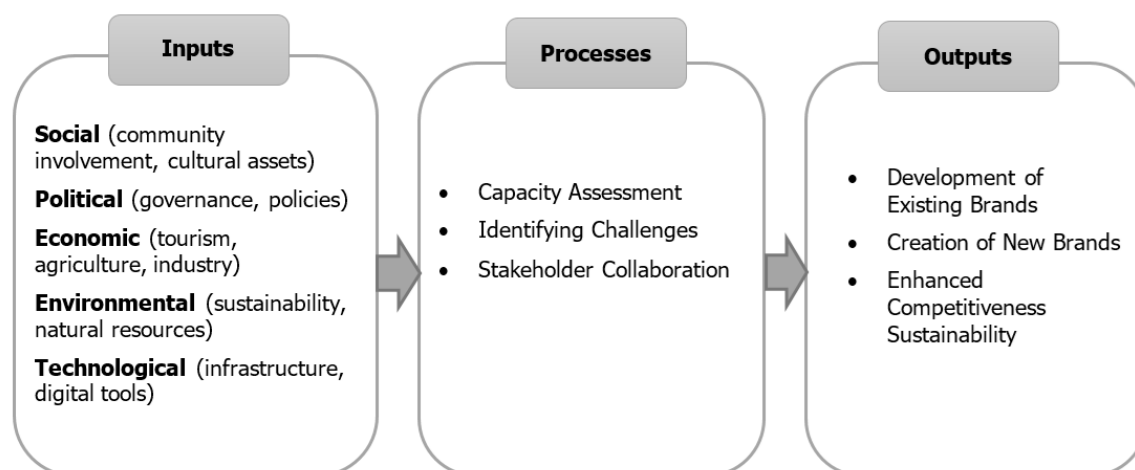 Inputs
Social (community
involvement, cultural assets)
Political (governance, policies)
Economic (tourism,
agriculture, industry)
Environmental (sustainability,
natural resources)
Technological (infrastructure,
digital tools)
Processes
• Capacity Assessment
• Identifying Challenges
• Stakeholder Collaboration
Outputs
• Development of
Existing Brands
• Creation of New Brands
• Enhanced
Competitiveness
Sustainability